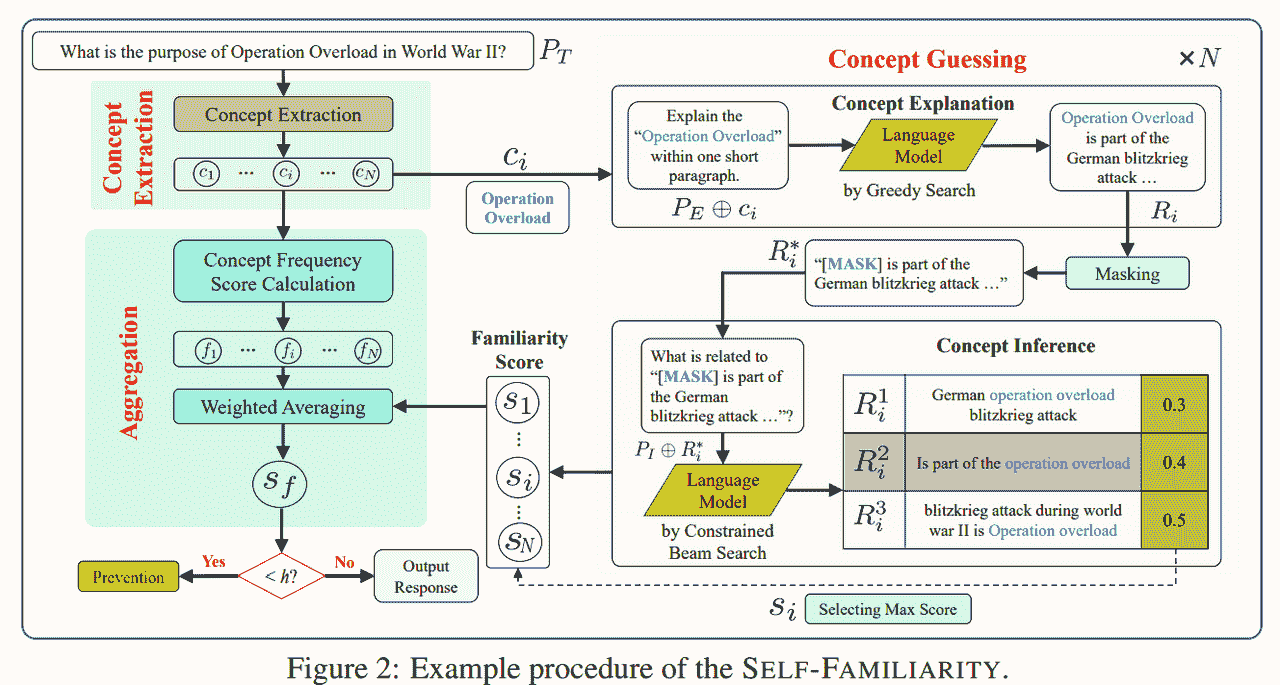 What is the purpose of Operation Overload in World War II?
P_T
Concept Extraction
Concept Extraction
c_1 ... c_i ... c_N
c_i
Operation
Overload
Concept Guessing
×N
Concept Explanation
Explain the
“Operation Overload”
within one short
paragraph.
P_E ⊕ c_i
Language
Model
by Greedy Search
Operation Overload
is part of the
German blitzkrieg
attack …
R_i
Masking
R_i^*
“[MASK] is part of the
German blitzkrieg attack …”
Aggregation
Concept Frequency
Score Calculation
f_1 ... f_i ... f_N
Weighted Averaging
s_f
< h?
Yes
Prevention
No
Output
Response
Familiarity
Score
s_1
⋮
s_i
⋮
s_N
Concept Inference
What is related to
“[MASK] is part of
the German
blitzkrieg attack …”?
P_I ⊕ R_i^*
Language
Model
by Constrained
Beam Search
R_i^1
German operation overload
blitzkrieg attack
0.3
R_i^2
Is part of the operation overload
0.4
R_i^3
blitzkrieg attack during world
war II is Operation overload
0.5
s_i
Selecting Max Score
Figure 2: Example procedure of the SELF-FAMILIARITY.